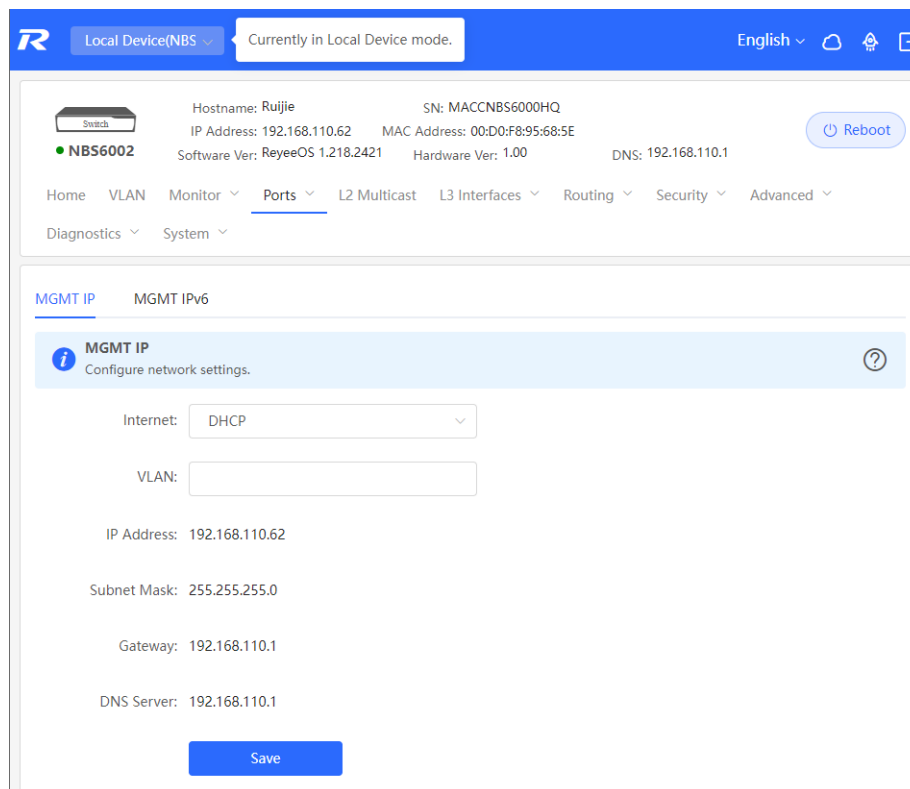 R Local Device(NBS Currently in Local Device mode. English
Hostname: Ruijie SN: MACCNBS6000HQ
Switch IP Address: 192.168.110.62 MAC Address: 00:D0:F8:95:68:5E Reboot
NBS6002 Software Ver: ReyeeOS 1.218.2421 Hardware Ver: 1.00 DNS: 192.168.110.1
Home VLAN Monitor Ports L2 Multicast L3 Interfaces Routing Security Advanced
Diagnostics System
MGMT IP MGMT IPv6
MGMT IP
Configure network settings.
Internet: DHCP
VLAN:
IP Address: 192.168.110.62
Subnet Mask: 255.255.255.0
Gateway: 192.168.110.1
DNS Server: 192.168.110.1
Save